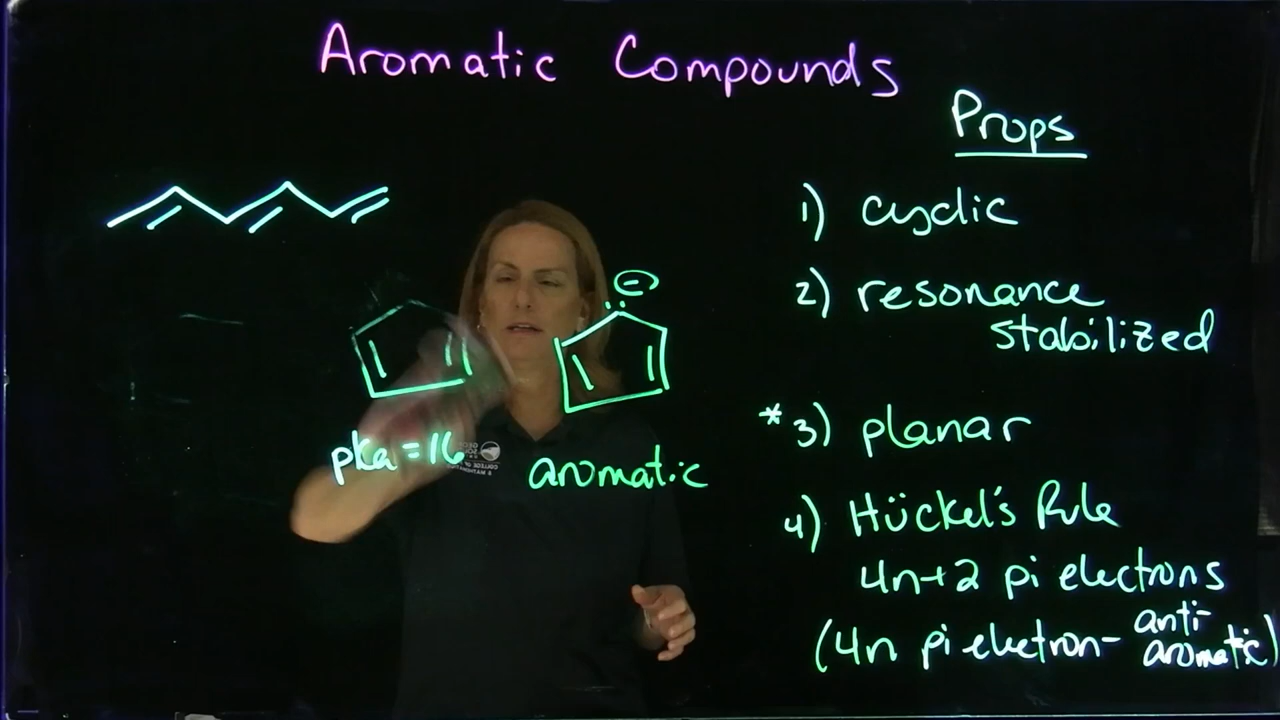 Aromatic Compounds
Props
1) cyclic
2) resonance
stabilized
* 3) planar
4) Hückel's Rule
4n+2 pi electrons
(4n pi electron- anti-
aromatic)
pka = 16
aromatic